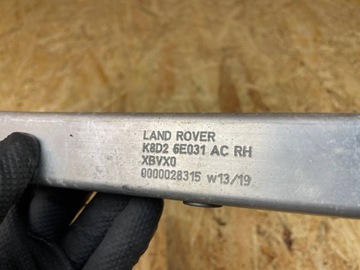 LAND ROVER
K8D2 6E031 AC RH
XBVX0
0000028315 w13/19